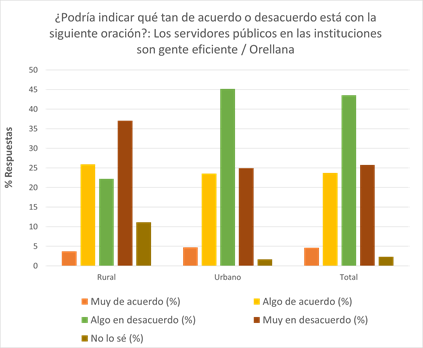 ¿Podría indicar qué tan de acuerdo o desacuerdo está con la
siguiente oración?: Los servidores públicos en las instituciones
son gente eficiente / Orellana
% Respuestas
50
45
40
35
30
25
20
15
10
5
0
Rural Urbano Total
Muy de acuerdo (%) Algo de acuerdo (%)
Algo en desacuerdo (%) Muy en desacuerdo (%)
No lo sé (%)